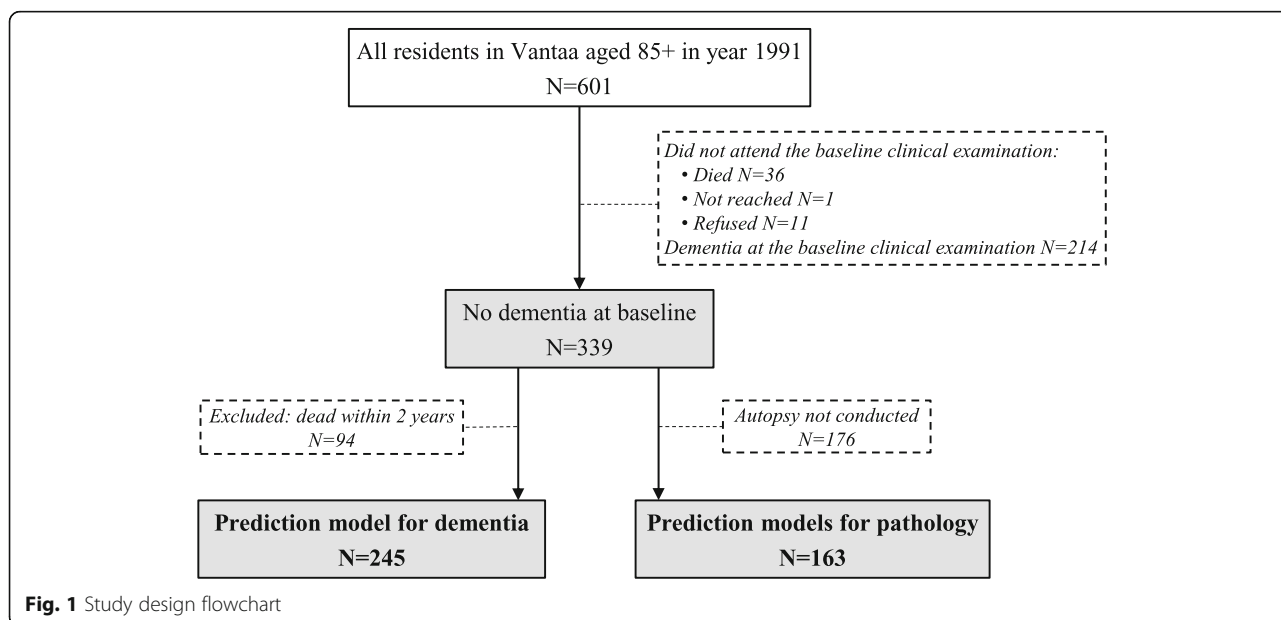 All residents in Vantaa aged 85+ in year 1991
N=601
Did not attend the baseline clinical examination:
• Died N=36
• Not reached N=1
• Refused N=11
Dementia at the baseline clinical examination N=214
No dementia at baseline
N=339
Excluded: dead within 2 years
N=94
Autopsy not conducted
N=176
Prediction model for dementia
N=245
Prediction models for pathology
N=163
Fig. 1 Study design flowchart